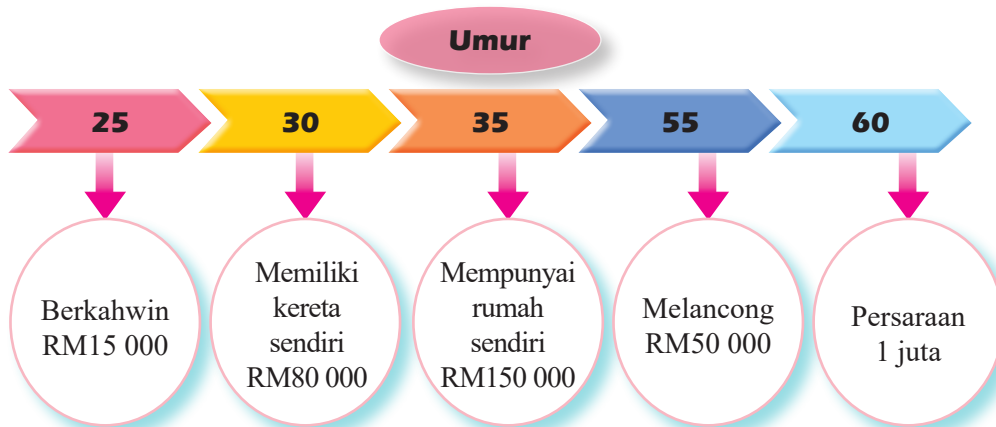 Umur
25
30
35
55
60
Berkahwin
RM15 000
Memiliki
kereta
sendiri
RM80 000
Mempunyai
rumah
sendiri
RM150 000
Melancong
RM50 000
Persaraan
1 juta